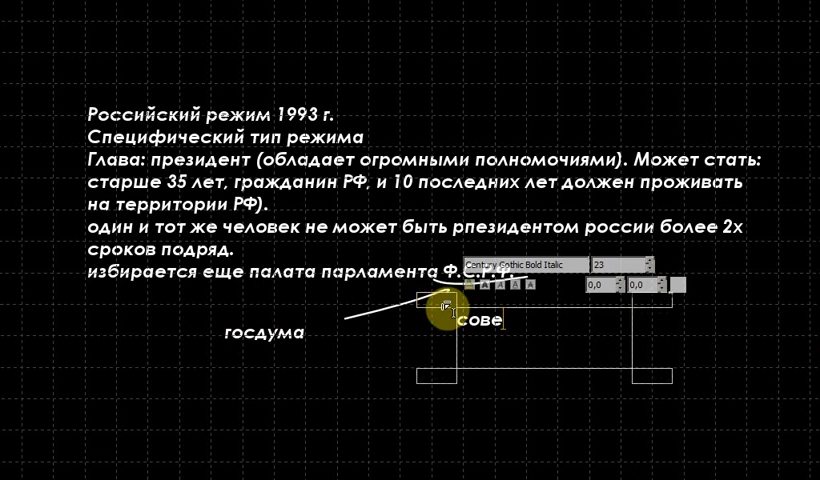 Российский режим 1993 г.
Специфический тип режима
Глава: президент (обладает огромными полномочиями). Может стать:
старше 35 лет, гражданин РФ, и 10 последних лет должен проживать
на территории РФ).
один и тот же человек не может быть рпезидентом россии более 2х
сроков подряд.
избирается еще палата парламента Ф.С.Р.Ф.
Century Gothic Bold Italic 23
A A A A A 0,0 0,0
сове
госдума